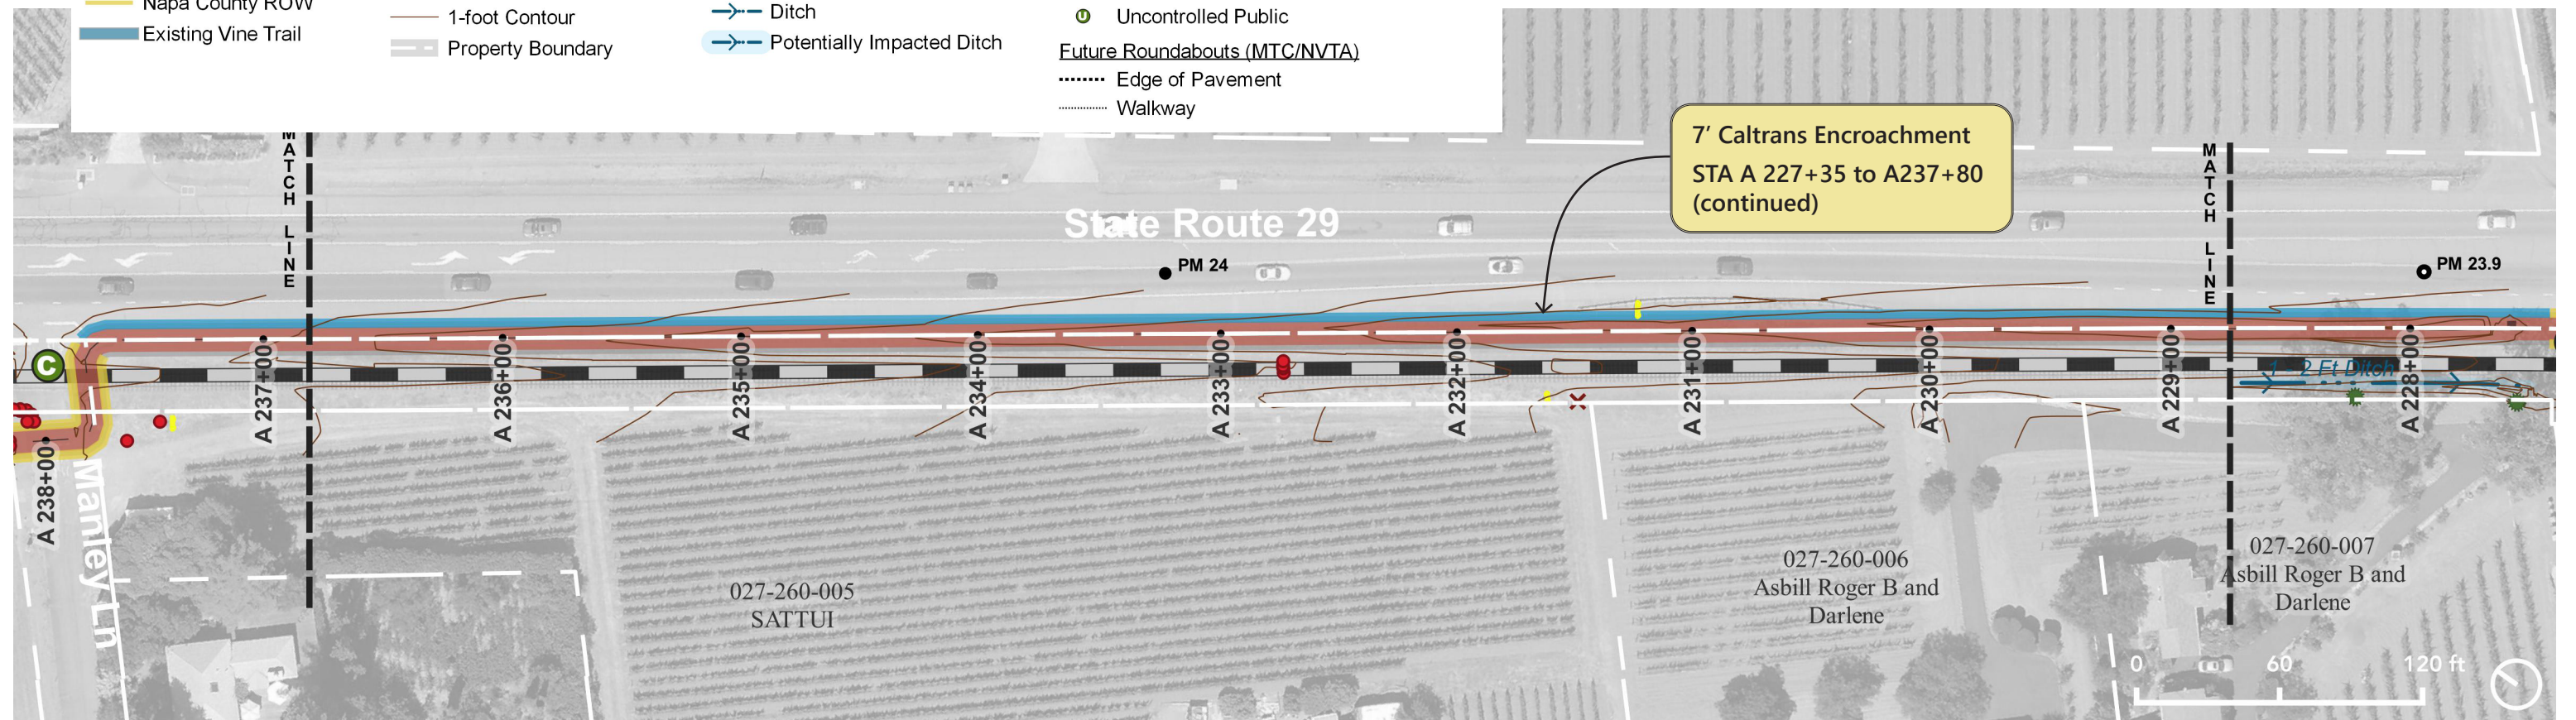 Napa County ROW
Existing Vine Trail
1-foot Contour
Property Boundary
Ditch
Potentially Impacted Ditch
U Uncontrolled Public
Future Roundabouts (MTC/NVTA)
Edge of Pavement
Walkway
7' Caltrans Encroachment
STA A 227+35 to A237+80
(continued)
MATCH LINE
MATCH LINE
State Route 29
PM 24
PM 23.9
C
A 238+00
A 237+00
A 236+00
A 235+00
A 234+00
A 233+00
A 232+00
A 231+00
A 230+00
A 229+00
A 228+00
1 - 2 Ft Ditch
Manley Ln
027-260-005
SATTUI
027-260-006
Asbill Roger B and
Darlene
027-260-007
Asbill Roger B and
Darlene
0 60 120 ft